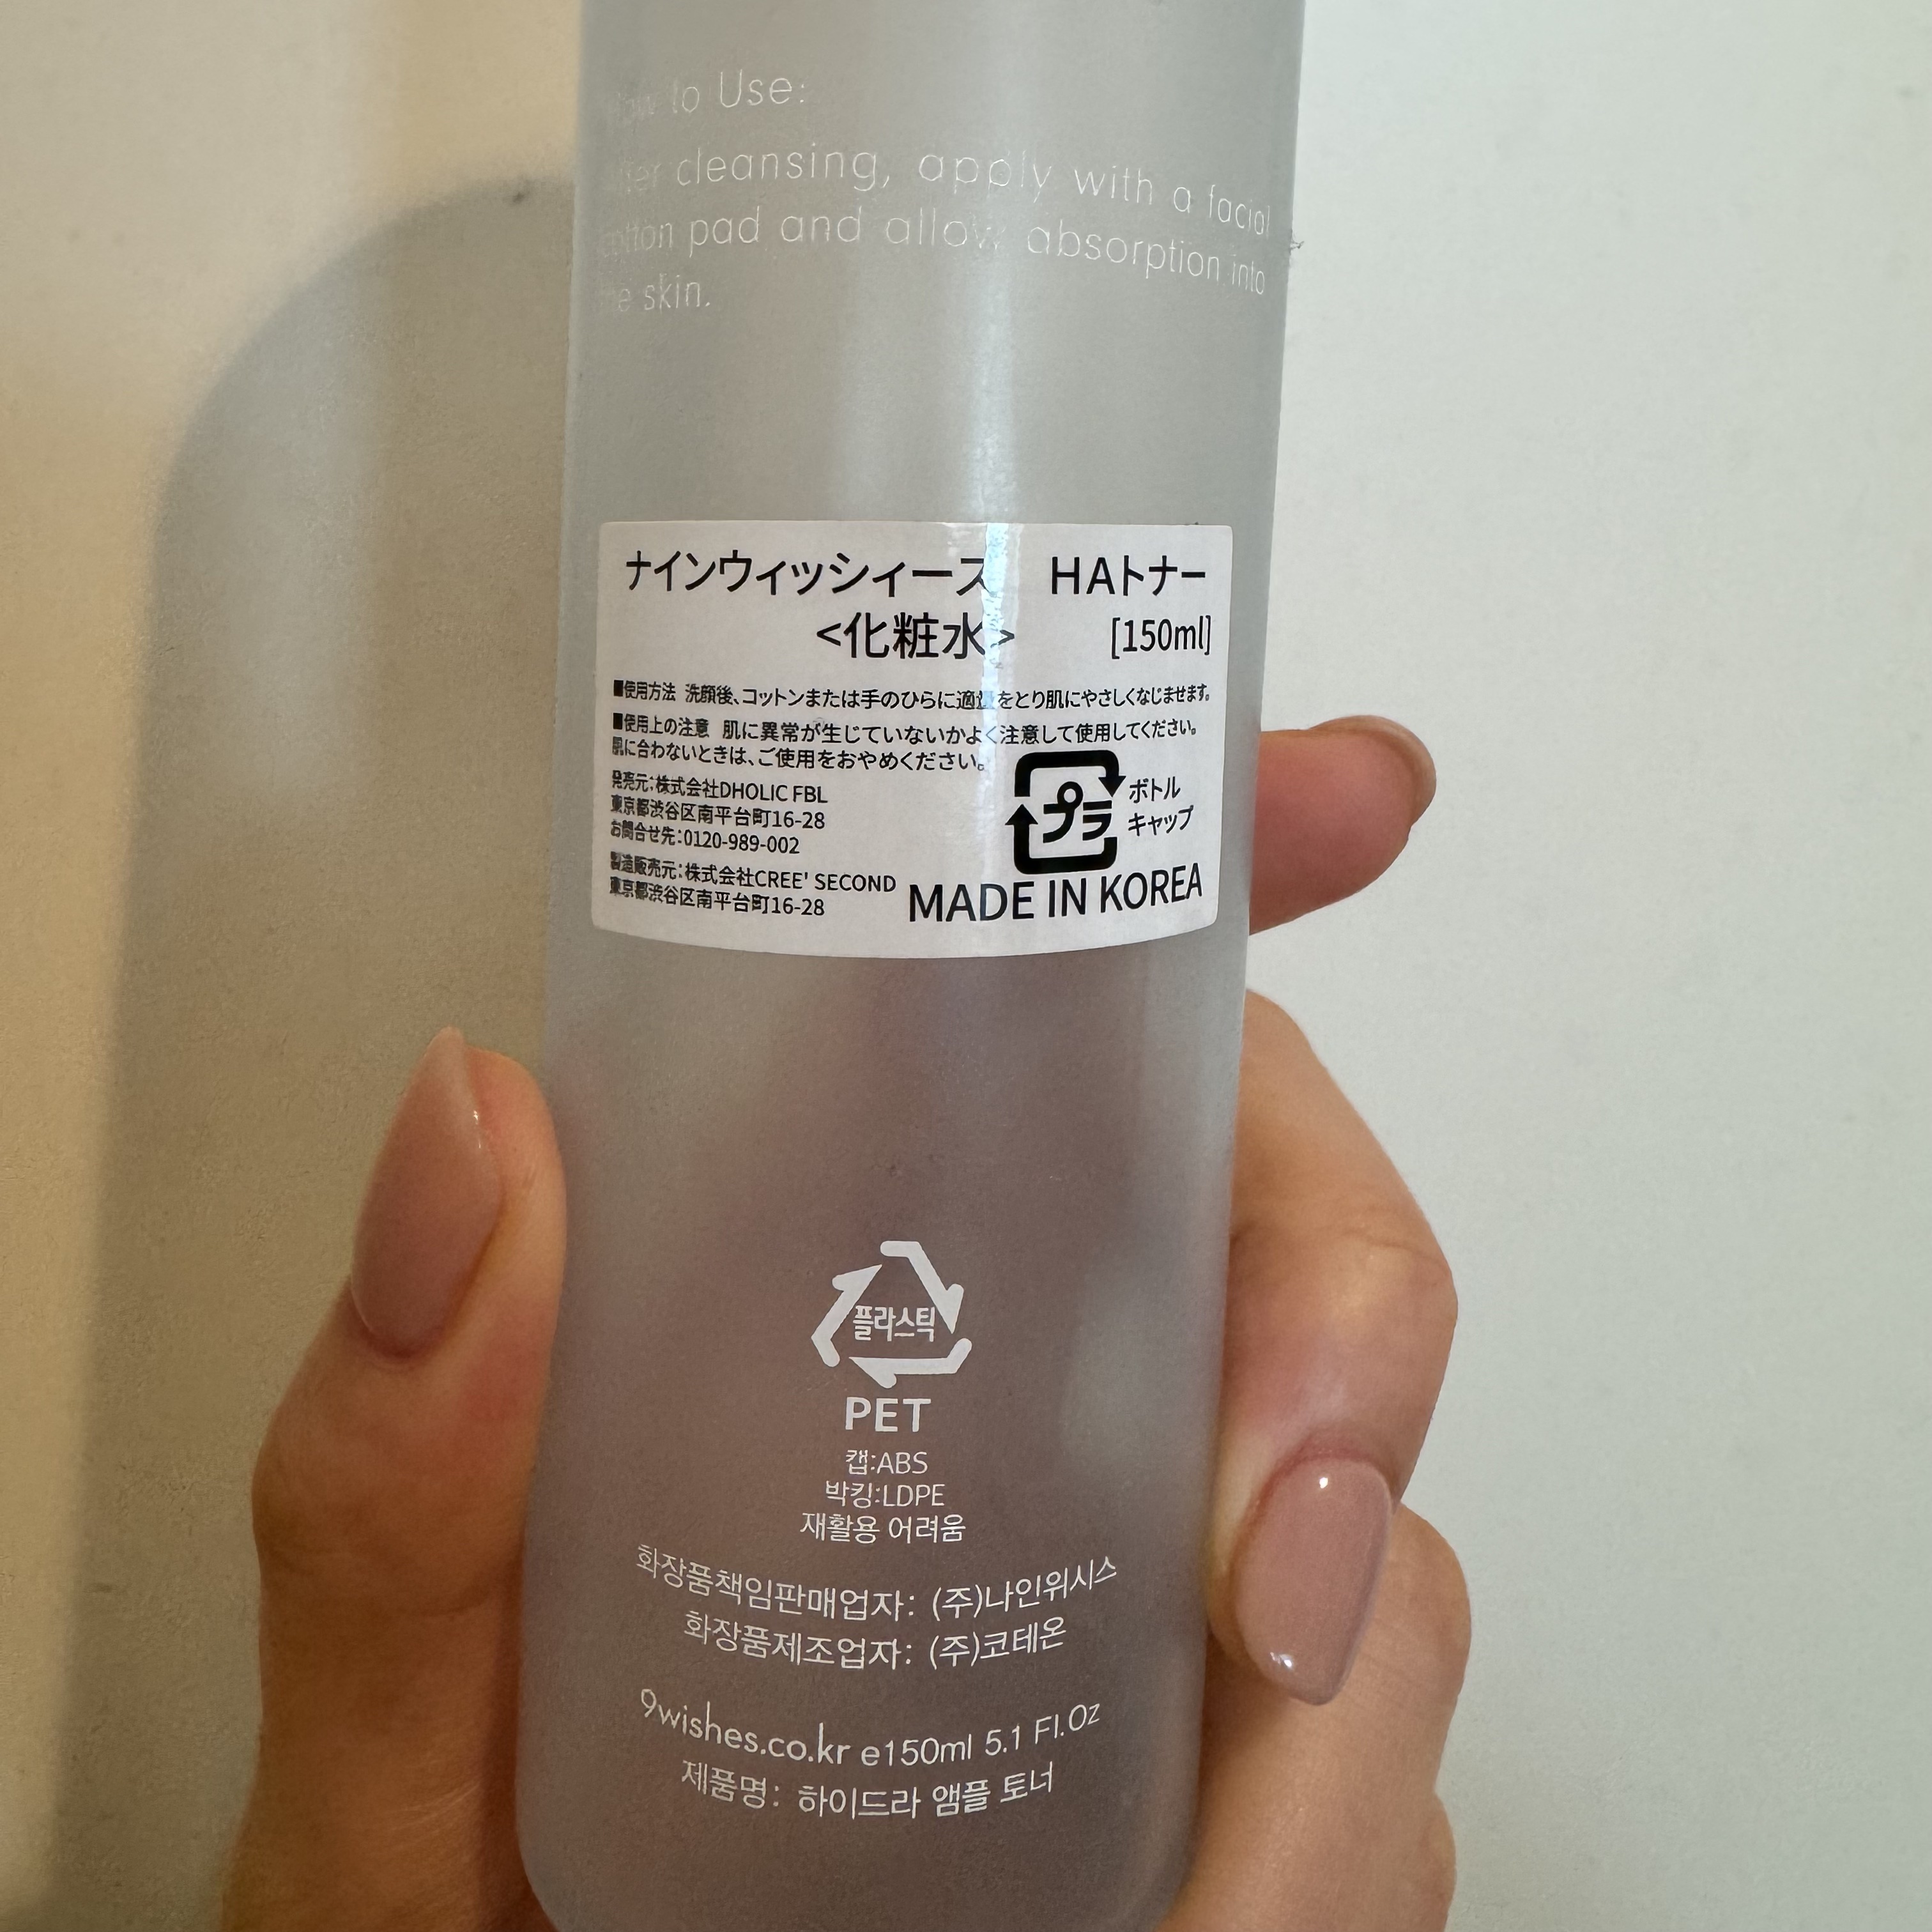 How to Use:
After cleansing, apply with a facial
cotton pad and allow absorption into
the skin.
ナインウィッシィーズ HAトナー
<化粧水> [150ml]
■使用方法 洗顔後、コットンまたは手のひらに適量をとり肌にやさしくなじませます。
■使用上の注意 肌に異常が生じていないかよく注意して使用してください。
肌に合わないときは、ご使用をおやめください。
発売元:株式会社DHOLIC FBL
東京都渋谷区南平台町16-28
お問合せ先:0120-989-002
製造販売元:株式会社CREE' SECOND
東京都渋谷区南平台町16-28
プラ
ボトル
キャップ
MADE IN KOREA
플라스틱
PET
캡:ABS
박킹:LDPE
재활용 어려움
화장품책임판매업자: (주)나인위시스
화장품제조업자: (주)코테온
9wishes.co.kr e150ml 5.1 Fl.Oz
제품명: 하이드라 앰플 토너